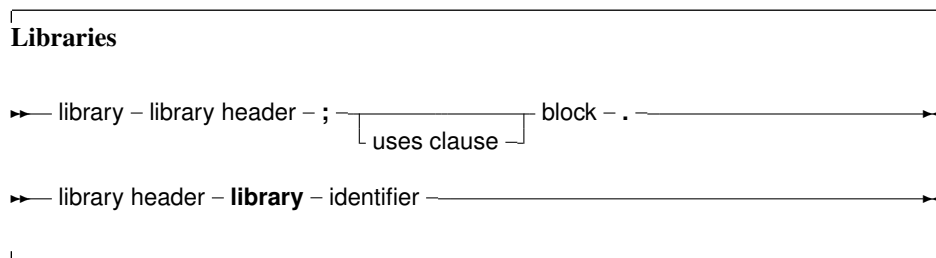 Libraries
library – library header – ; – block – . –
uses clause –
library header – library – identifier –